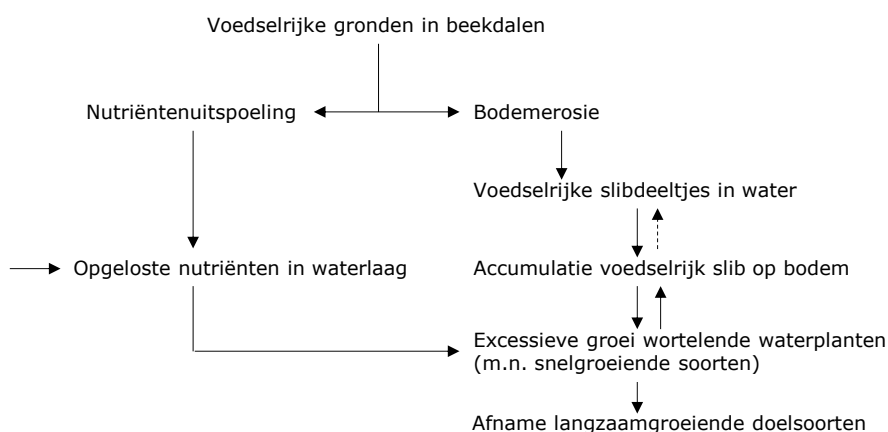 Voedselrijke gronden in beekdalen
Nutriëntenuitspoeling
Bodemerosie
Voedselrijke slibdeeltjes in water
Opgeloste nutriënten in waterlaag
Accumulatie voedselrijk slib op bodem
Excessieve groei wortelende waterplanten
(m.n. snelgroeiende soorten)
Afname langzaamgroeiende doelsoorten